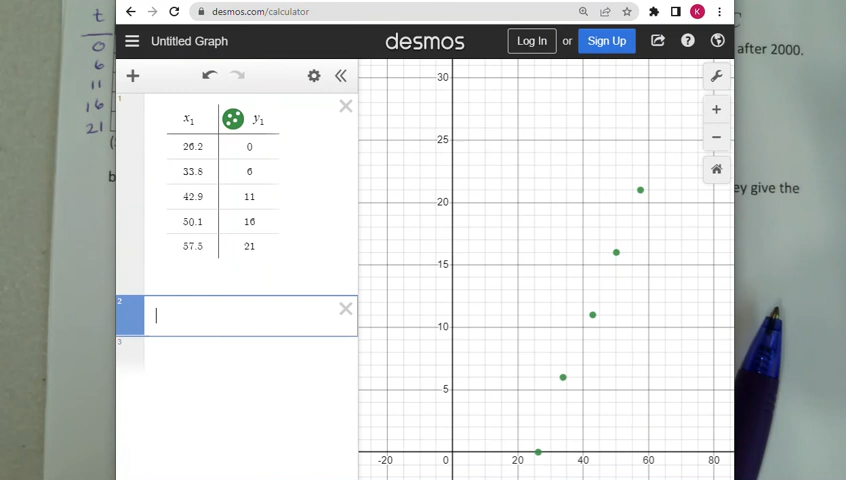 desmos.com/calculator
K
Untitled Graph
desmos
Log In
or
Sign Up
t
0
6
11
16
21
after 2000.
ey give the
b
1
x₁ y₁
26.2 0
33.8 6
42.9 11
50.1 16
57.5 21
2
3
30
25
20
15
10
5
-20 0 20 40 60 80